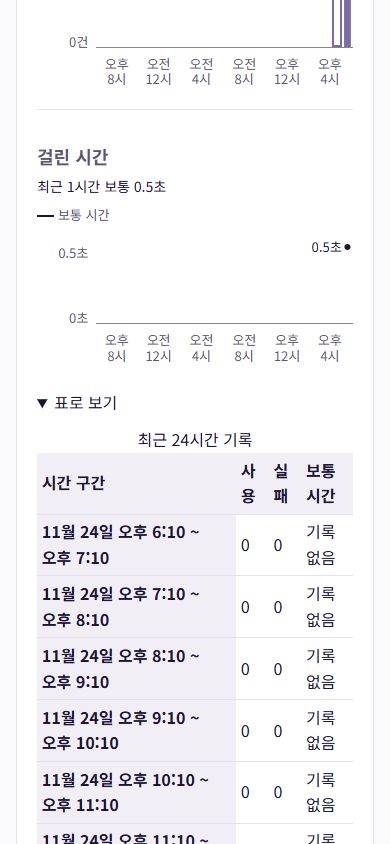 0건
오후 8시
오전 12시
오전 4시
오전 8시
오후 12시
오후 4시
걸린 시간
최근 1시간 보통 0.5초
보통 시간
0.5초
0.5초
0초
오후 8시
오전 12시
오전 4시
오전 8시
오후 12시
오후 4시
▼ 표로 보기
최근 24시간 기록
시간 구간 사용 실패 보통 시간
11월 24일 오후 6:10 ~ 오후 7:10 0 0 기록 없음
11월 24일 오후 7:10 ~ 오후 8:10 0 0 기록 없음
11월 24일 오후 8:10 ~ 오후 9:10 0 0 기록 없음
11월 24일 오후 9:10 ~ 오후 10:10 0 0 기록 없음
11월 24일 오후 10:10 ~ 오후 11:10 0 0 기록 없음
11월 24일 오후 11:10 ~ 기록